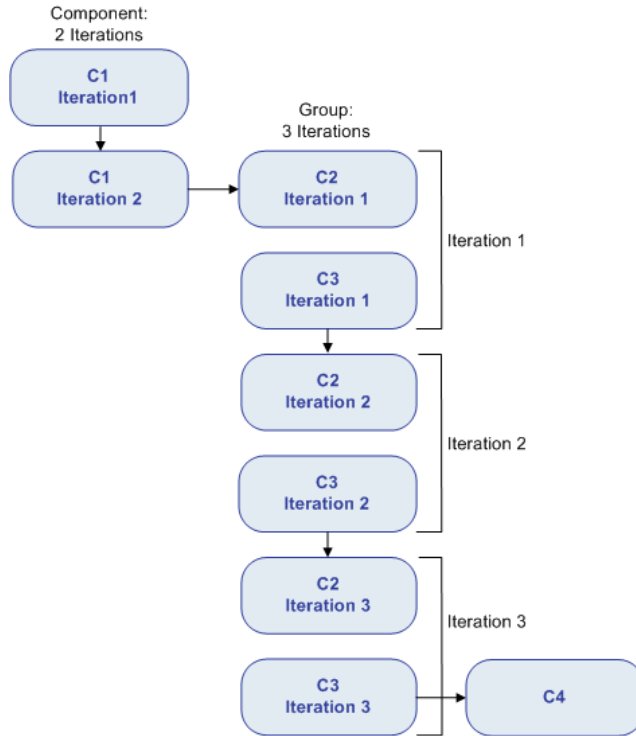 Component:
2 Iterations
C1
Iteration1
Group:
3 Iterations
C1
Iteration 2
C2
Iteration 1
Iteration 1
C3
Iteration 1
C2
Iteration 2
Iteration 2
C3
Iteration 2
C2
Iteration 3
Iteration 3
C3
Iteration 3
C4